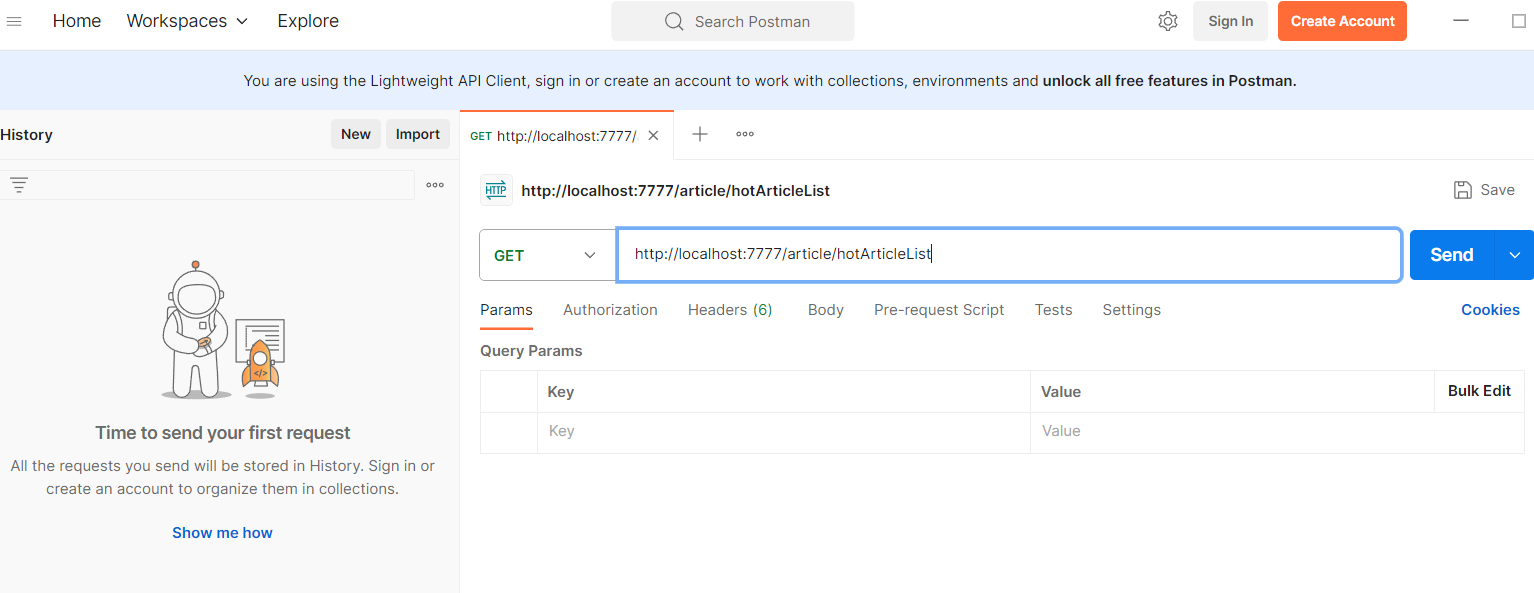 Home Workspaces Explore Search Postman Sign In Create Account
You are using the Lightweight API Client, sign in or create an account to work with collections, environments and unlock all free features in Postman.
History New Import
GET http://localhost:7777/
HTTP http://localhost:7777/article/hotArticleList Save
GET http://localhost:7777/article/hotArticleList Send
Params Authorization Headers (6) Body Pre-request Script Tests Settings Cookies
Query Params
Key Value Bulk Edit
Key Value
</>
Time to send your first request
All the requests you send will be stored in History. Sign in or
create an account to organize them in collections.
Show me how